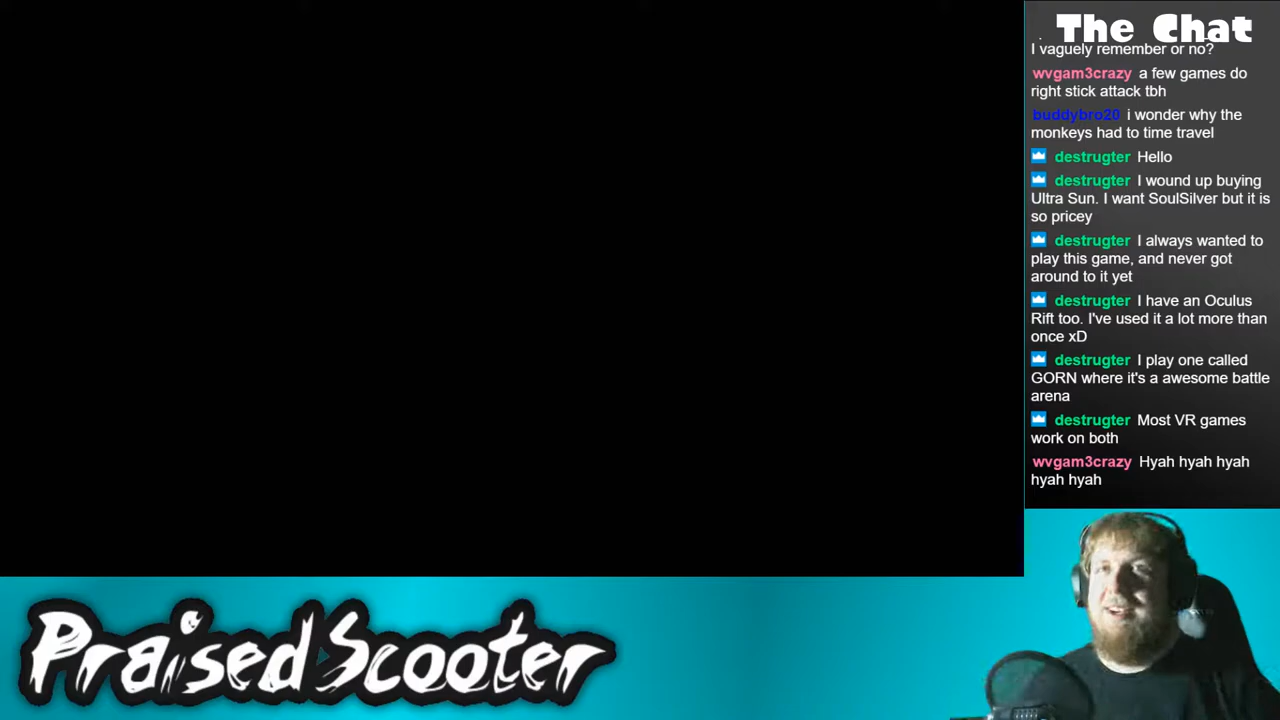 The Chat
I vaguely remember or no?
wvgam3crazy a few games do
right stick attack tbh
buddybro20 i wonder why the
monkeys had to time travel
destrugter Hello
destrugter I wound up buying
Ultra Sun. I want SoulSilver but it is
so pricey
destrugter I always wanted to
play this game, and never got
around to it yet
destrugter I have an Oculus
Rift too. I've used it a lot more than
once xD
destrugter I play one called
GORN where it's a awesome battle
arena
destrugter Most VR games
work on both
wvgam3crazy Hyah hyah hyah
hyah hyah
PraisedScooter